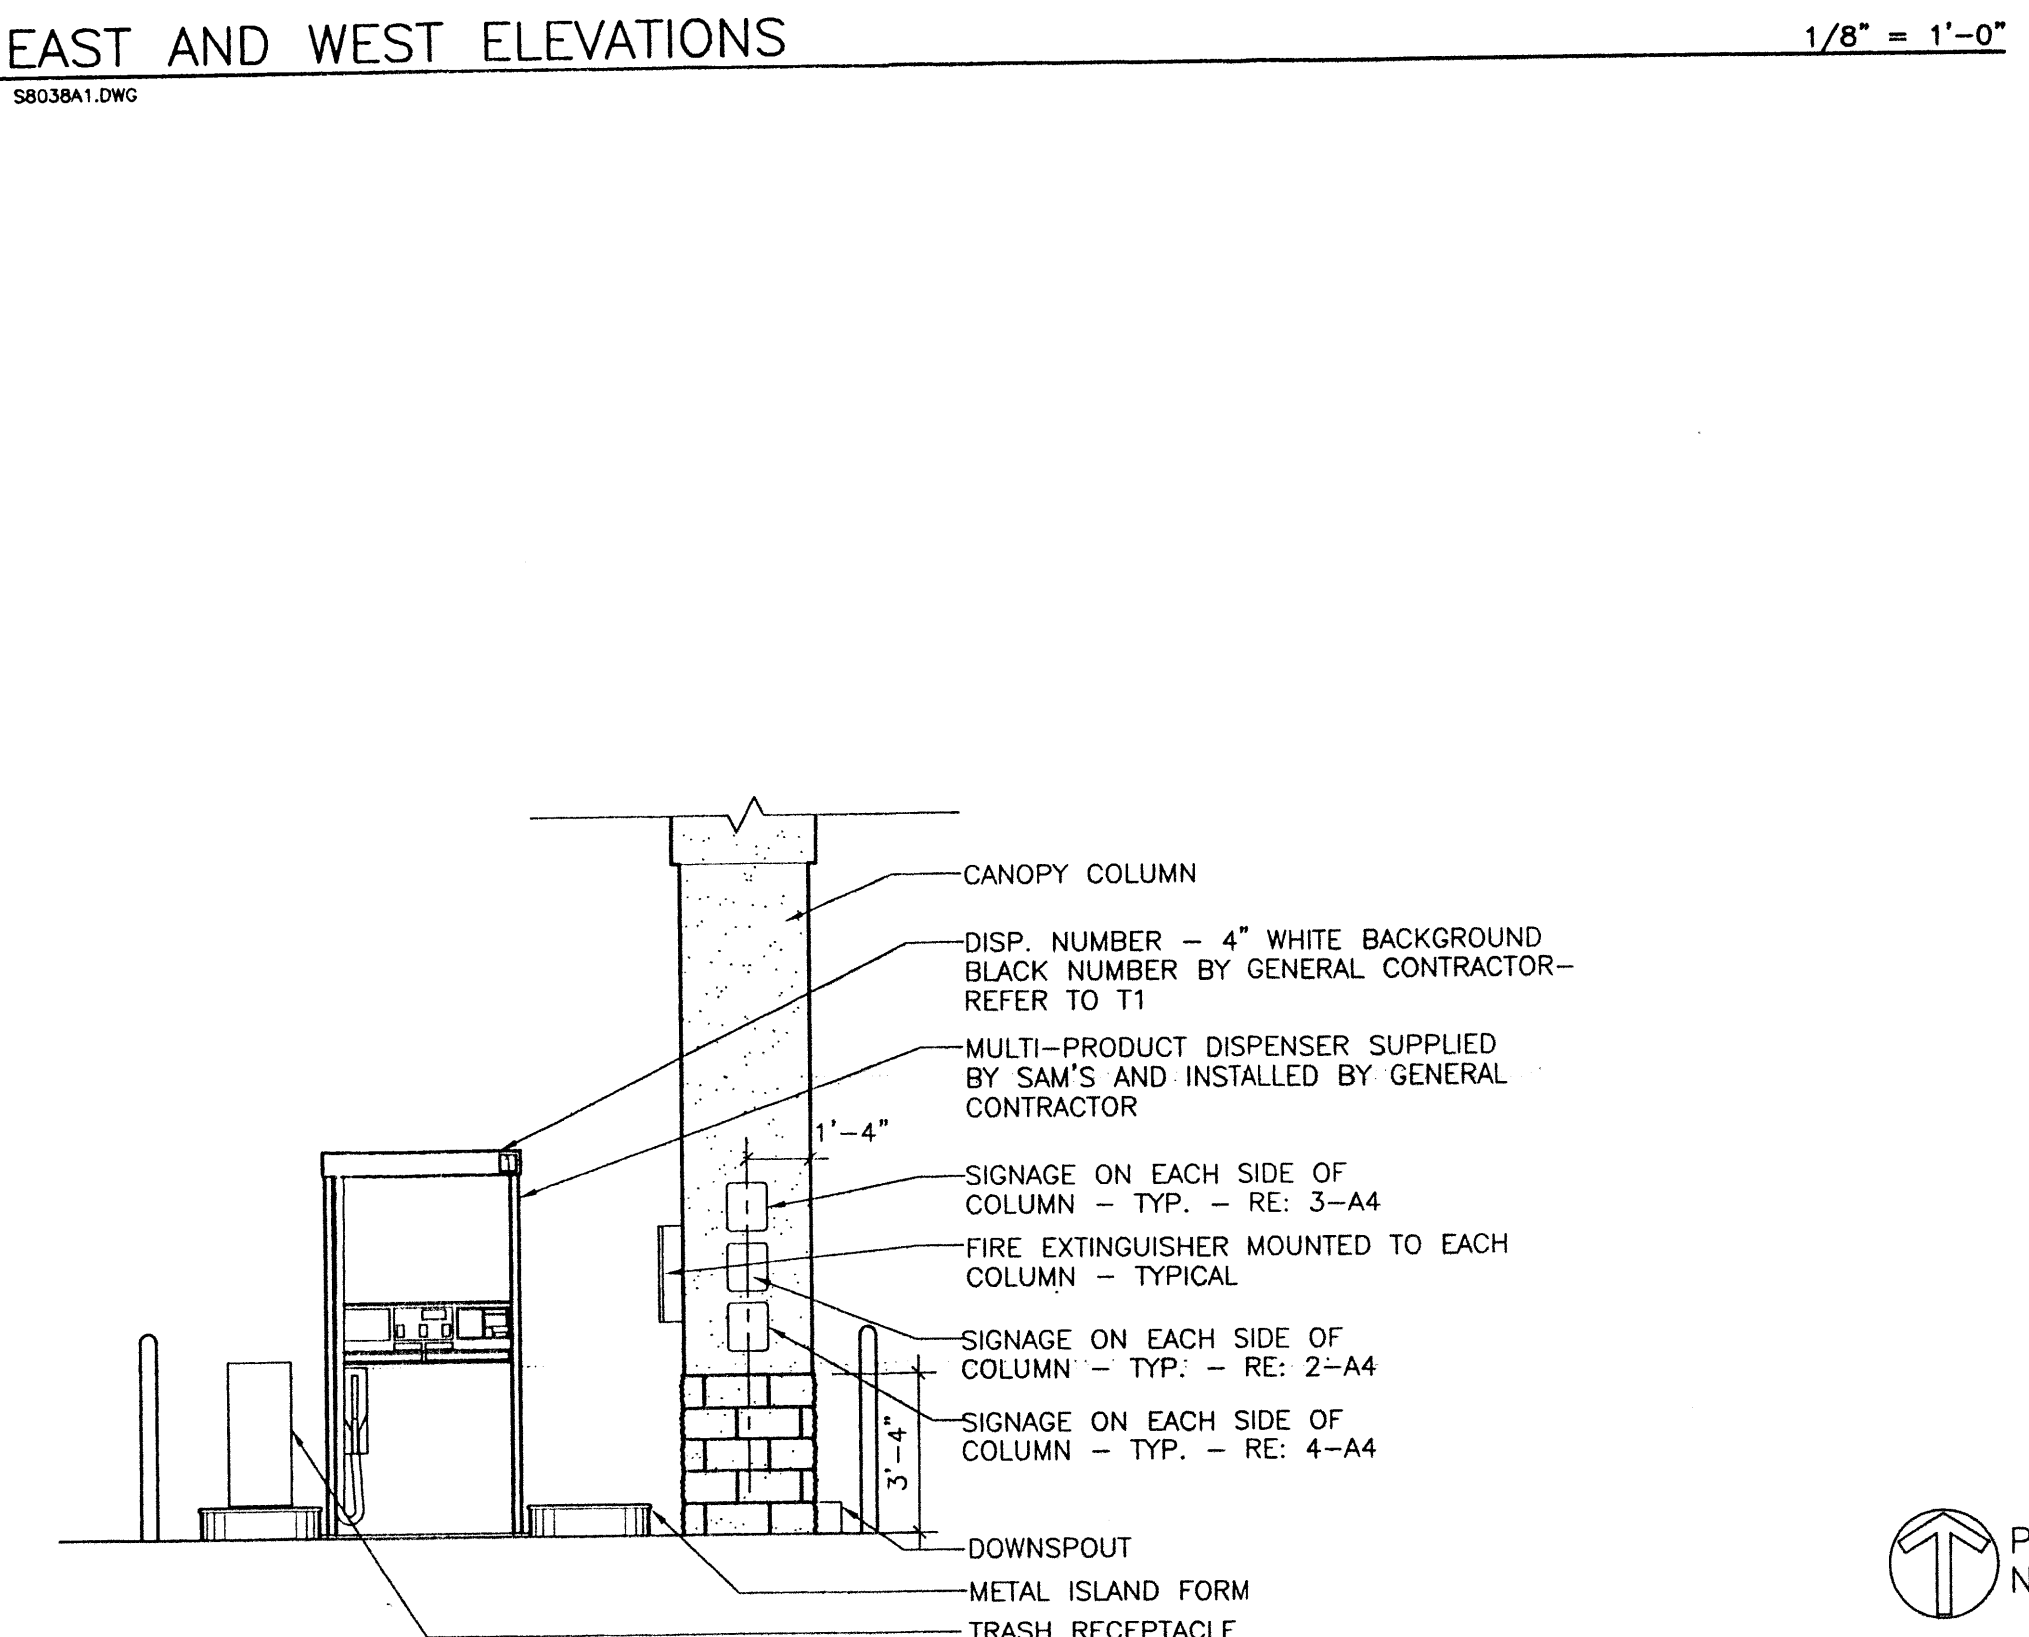 EAST AND WEST ELEVATIONS
1/8" = 1'-0"
S8038A1.DWG
CANOPY COLUMN
DISP. NUMBER – 4" WHITE BACKGROUND
BLACK NUMBER BY GENERAL CONTRACTOR–
REFER TO T1
MULTI–PRODUCT DISPENSER SUPPLIED
BY SAM'S AND INSTALLED BY GENERAL
CONTRACTOR
1'-4"
SIGNAGE ON EACH SIDE OF
COLUMN – TYP. – RE: 3–A4
FIRE EXTINGUISHER MOUNTED TO EACH
COLUMN – TYPICAL
SIGNAGE ON EACH SIDE OF
COLUMN – TYP. – RE: 2–A4
SIGNAGE ON EACH SIDE OF
COLUMN – TYP. – RE: 4–A4
3'-4"
DOWNSPOUT
METAL ISLAND FORM
TRASH RECEPTACLE